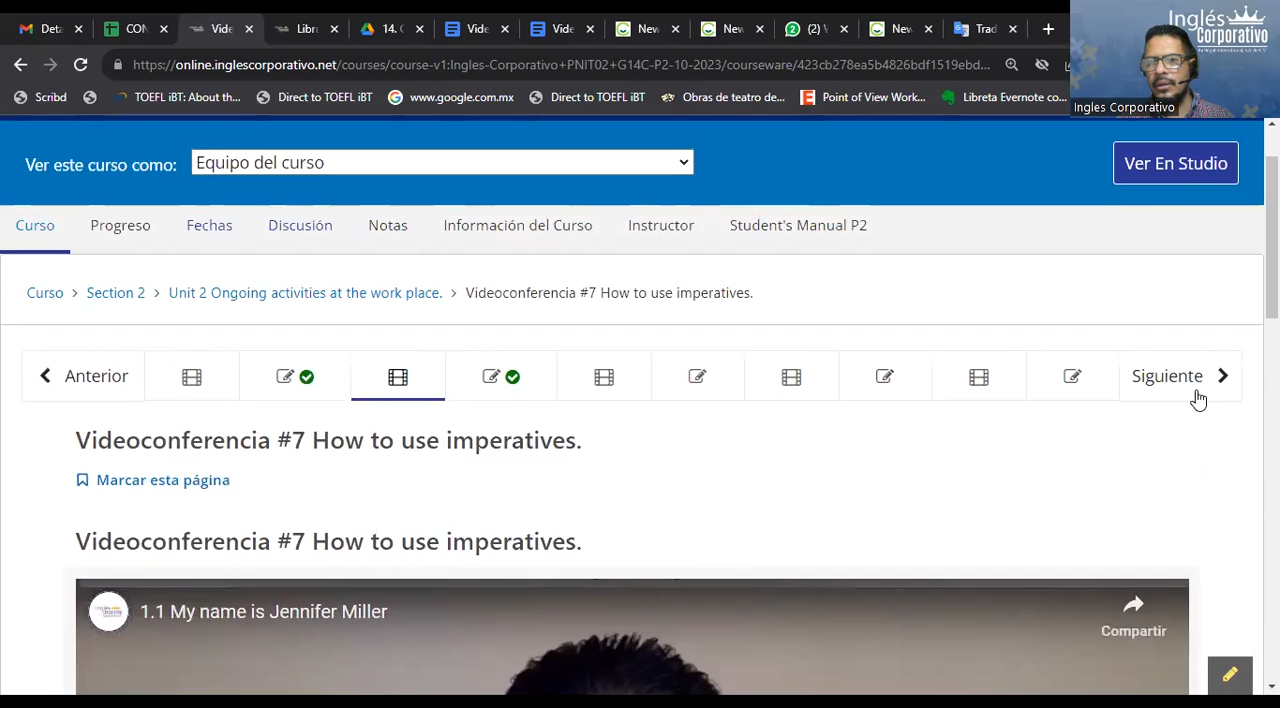 Deta
CON
Vide
Libro
14. C
Vide
Vide
New
New
(2) W
New
Trad
https://online.inglescorporativo.net/courses/course-v1:Ingles-Corpo
PNIT02+G14C-P2-10-2023/courseware/423cb278ea5b4826bdf1519ebd...
Scribd
TOEFL iBT: About th...
Direct to TOEFL iBT
www.google.com.mx
Direct to TOEFL iBT
Obras de teatro de...
Point of View Work...
Libreta Evernote co...
Inglés
Corporativo
Ingles Corporativo
Ver este curso como:
Equipo del curso
Ver En Studio
Curso
Progreso
Fechas
Discusión
Notas
Información del Curso
Instructor
Student's Manual P2
Curso > Section 2 > Unit 2 Ongoing activities at the work place. > Videoconferencia #7 How to use imperatives.
Anterior
Siguiente
Videoconferencia #7 How to use imperatives.
Marcar esta página
Videoconferencia #7 How to use imperatives.
1.1 My name is Jennifer Miller
Compartir